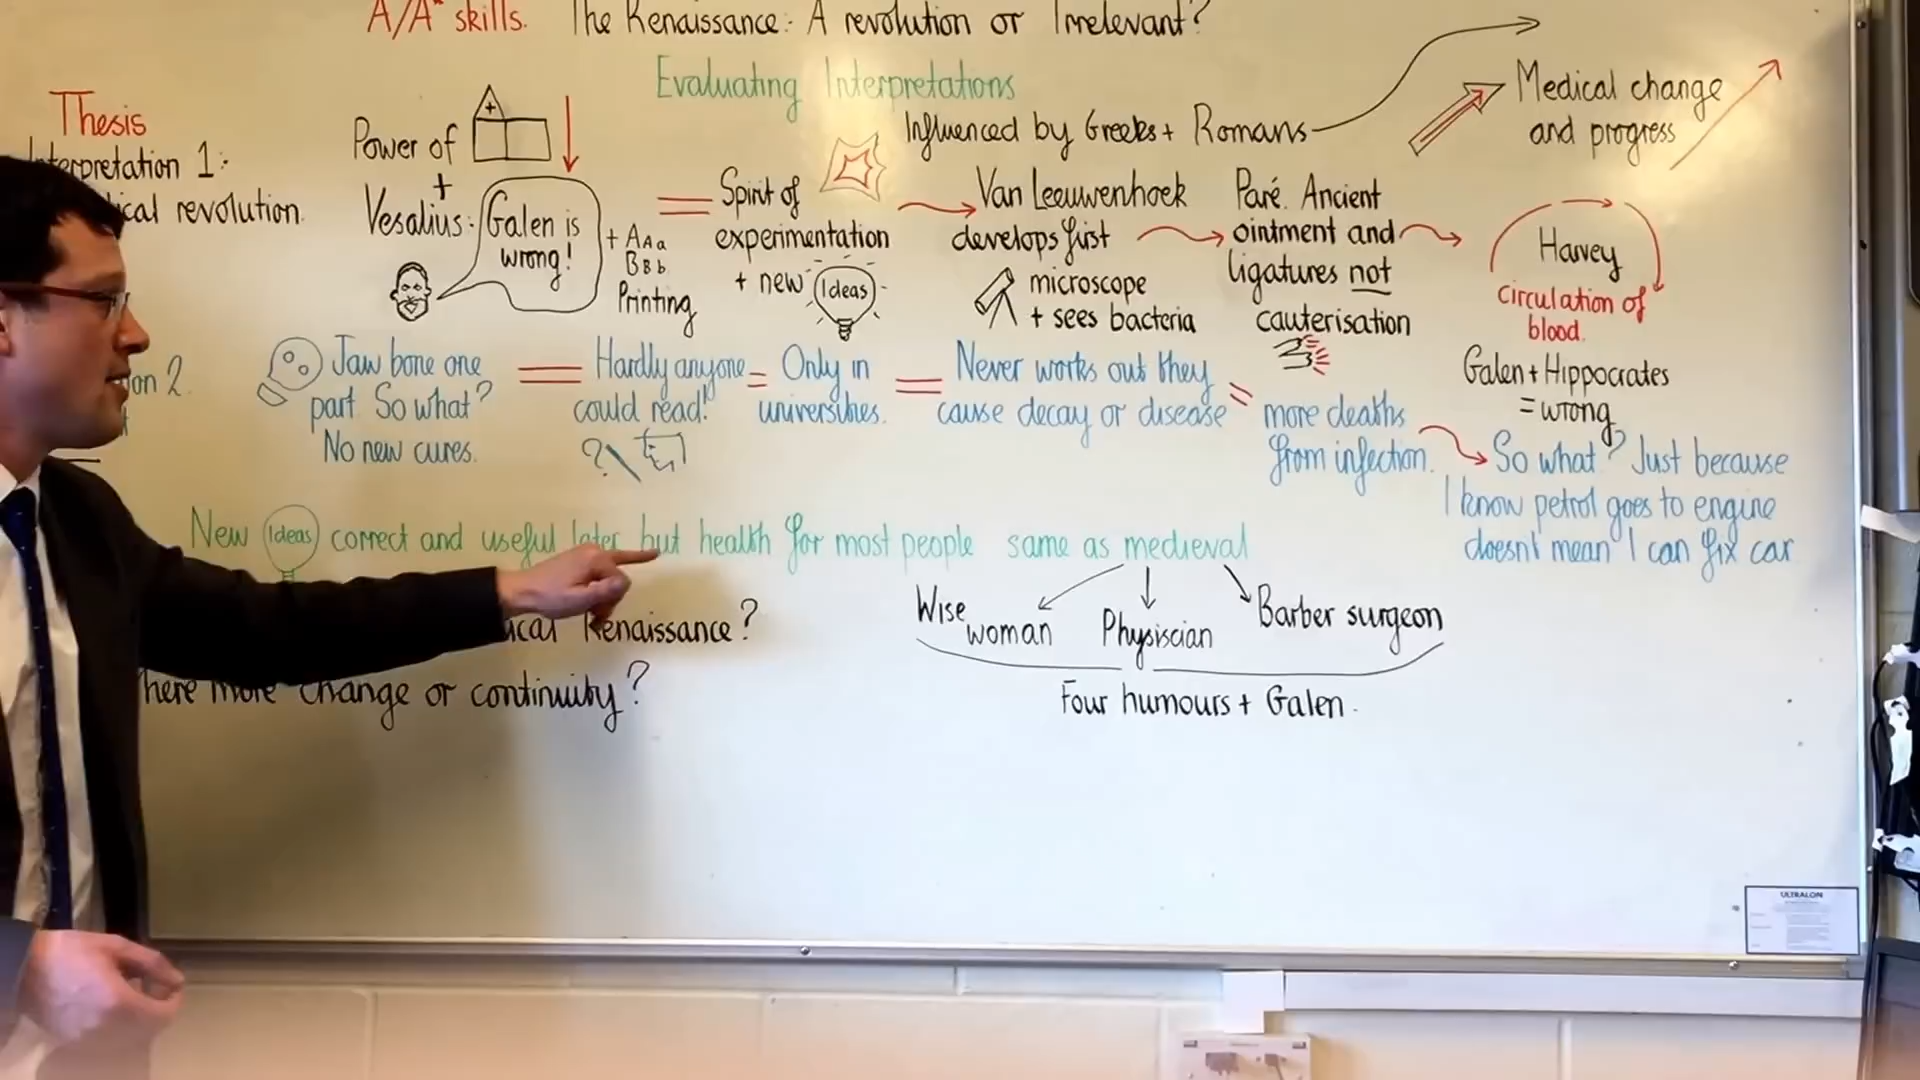 A/A* skills. The Renaissance: A revolution or Irrelevant?
Evaluating Interpretations
Thesis
Interpretation 1:
ical revolution.
Power of
+
Vesalius:
Galen is
wrong!
+ AAa
BBb
Printing
Spirit of
experimentation
+ new Ideas
Influenced by Greeks + Romans
Van Leeuwenhoek
develops first
microscope
+ sees bacteria
Paré. Ancient
ointment and
ligatures not
cauterisation
Medical change
and progress
Harvey
circulation of
blood.
Galen + Hippocrates
= wrong
on 2.
Jaw bone one
part. So what?
No new cures.
Hardly anyone
could read!
?
= Only in
universities.
Never works out they
cause decay or disease
more deaths
from infection.
So what? Just because
I know petrol goes to engine
doesn't mean I can fix car
New Ideas correct and useful later but health for most people same as medieval
Wise
woman
Physiscian
Barber surgeon
Four humours + Galen.
ical Renaissance?
here more change or continuity?
ULTRALON